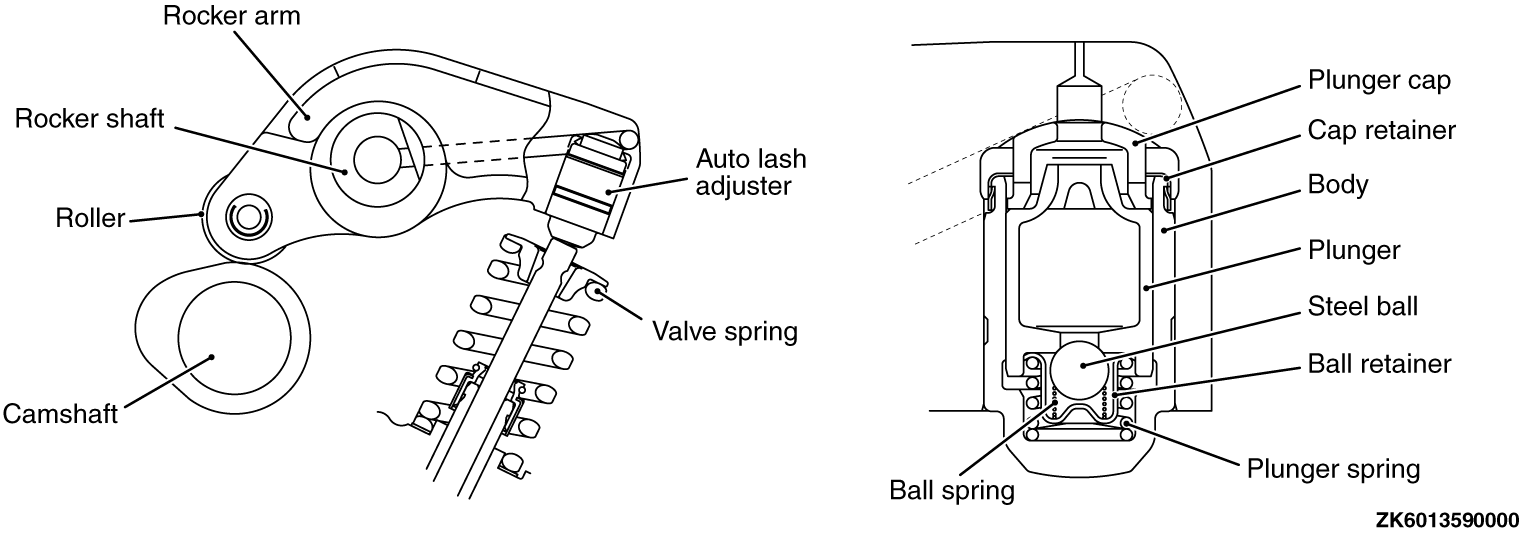 Rocker arm
Rocker shaft
Roller
Camshaft
Auto lash
adjuster
Valve spring
Plunger cap
Cap retainer
Body
Plunger
Steel ball
Ball retainer
Plunger spring
Ball spring
ZK6013590000